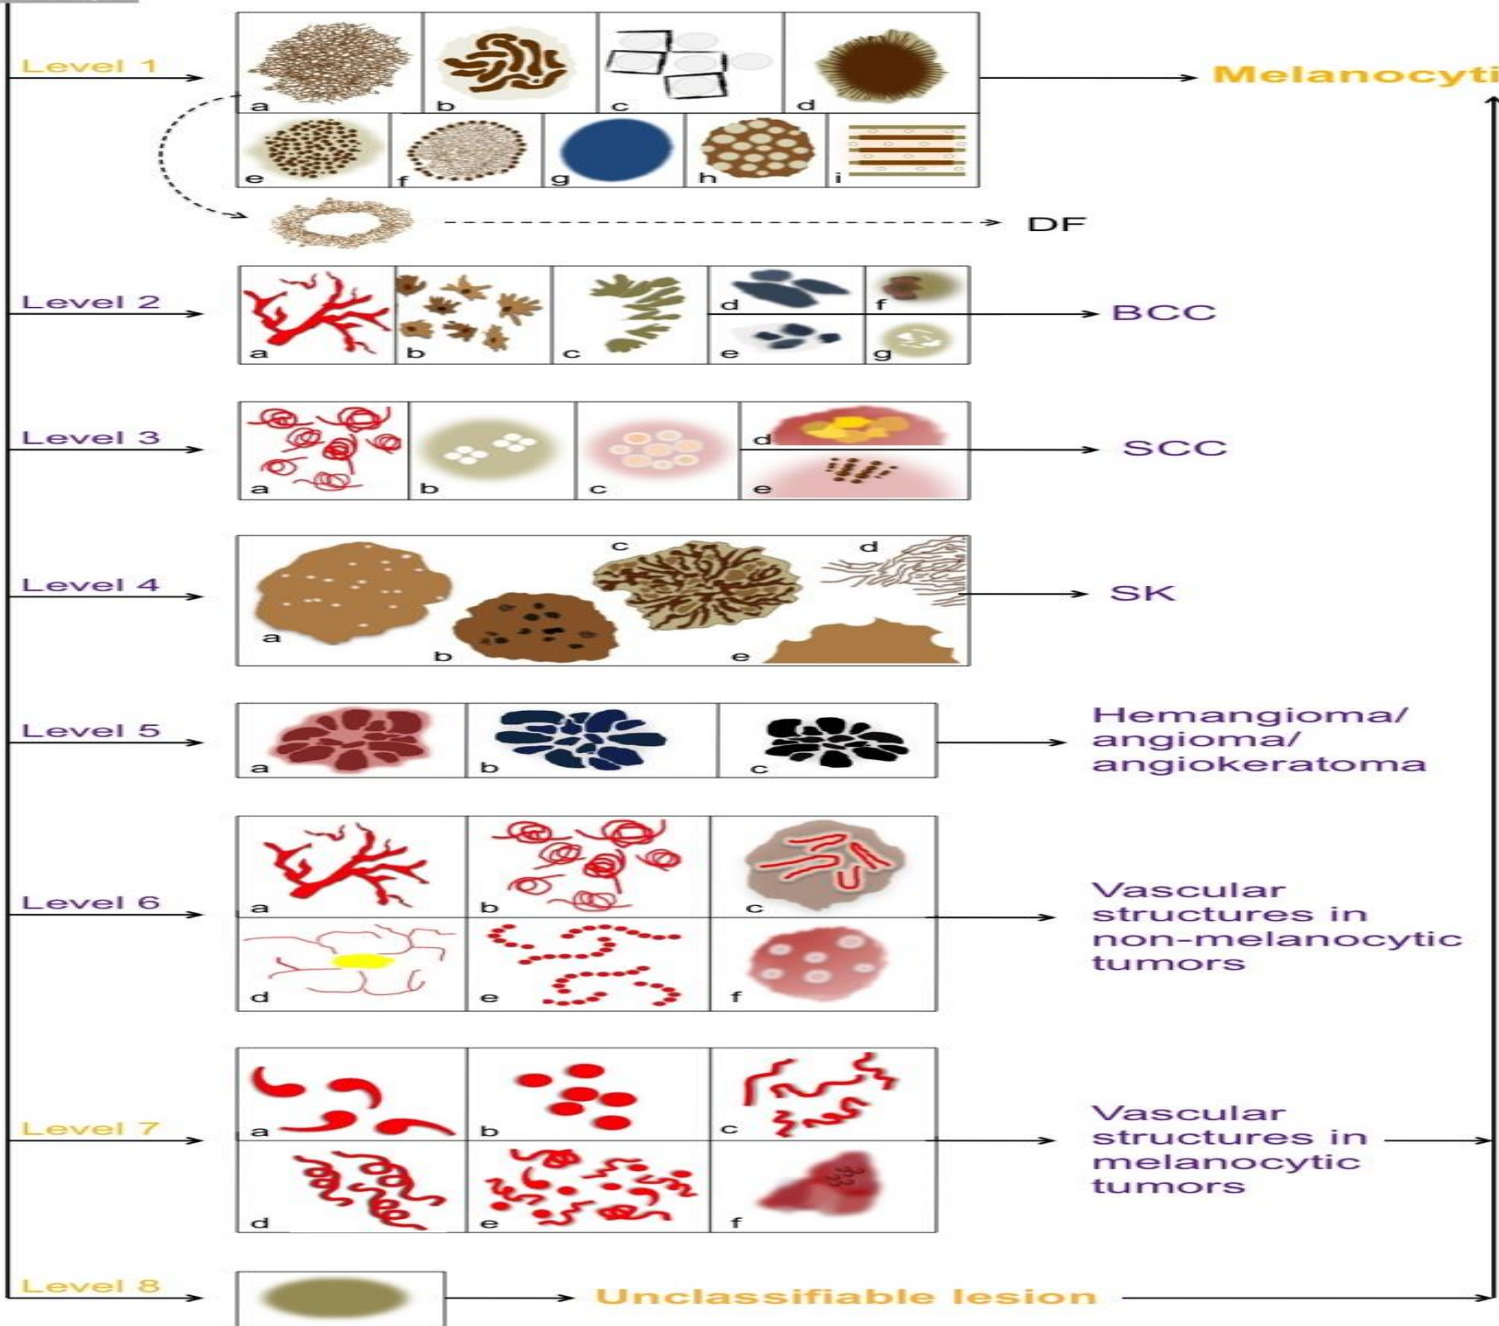 Level 1
a
b
c
d
e
f
g
h
i
Melanocyti
DF
Level 2
a
b
c
d
e
f
g
BCC
Level 3
a
b
c
d
e
SCC
Level 4
a
b
c
d
e
SK
Level 5
a
b
c
Hemangioma/
angioma/
angiokeratoma
Level 6
a
b
c
d
e
f
Vascular
structures in
non-melanocytic
tumors
Level 7
a
b
c
d
e
f
Vascular
structures in
melanocytic
tumors
Level 8
Unclassifiable lesion